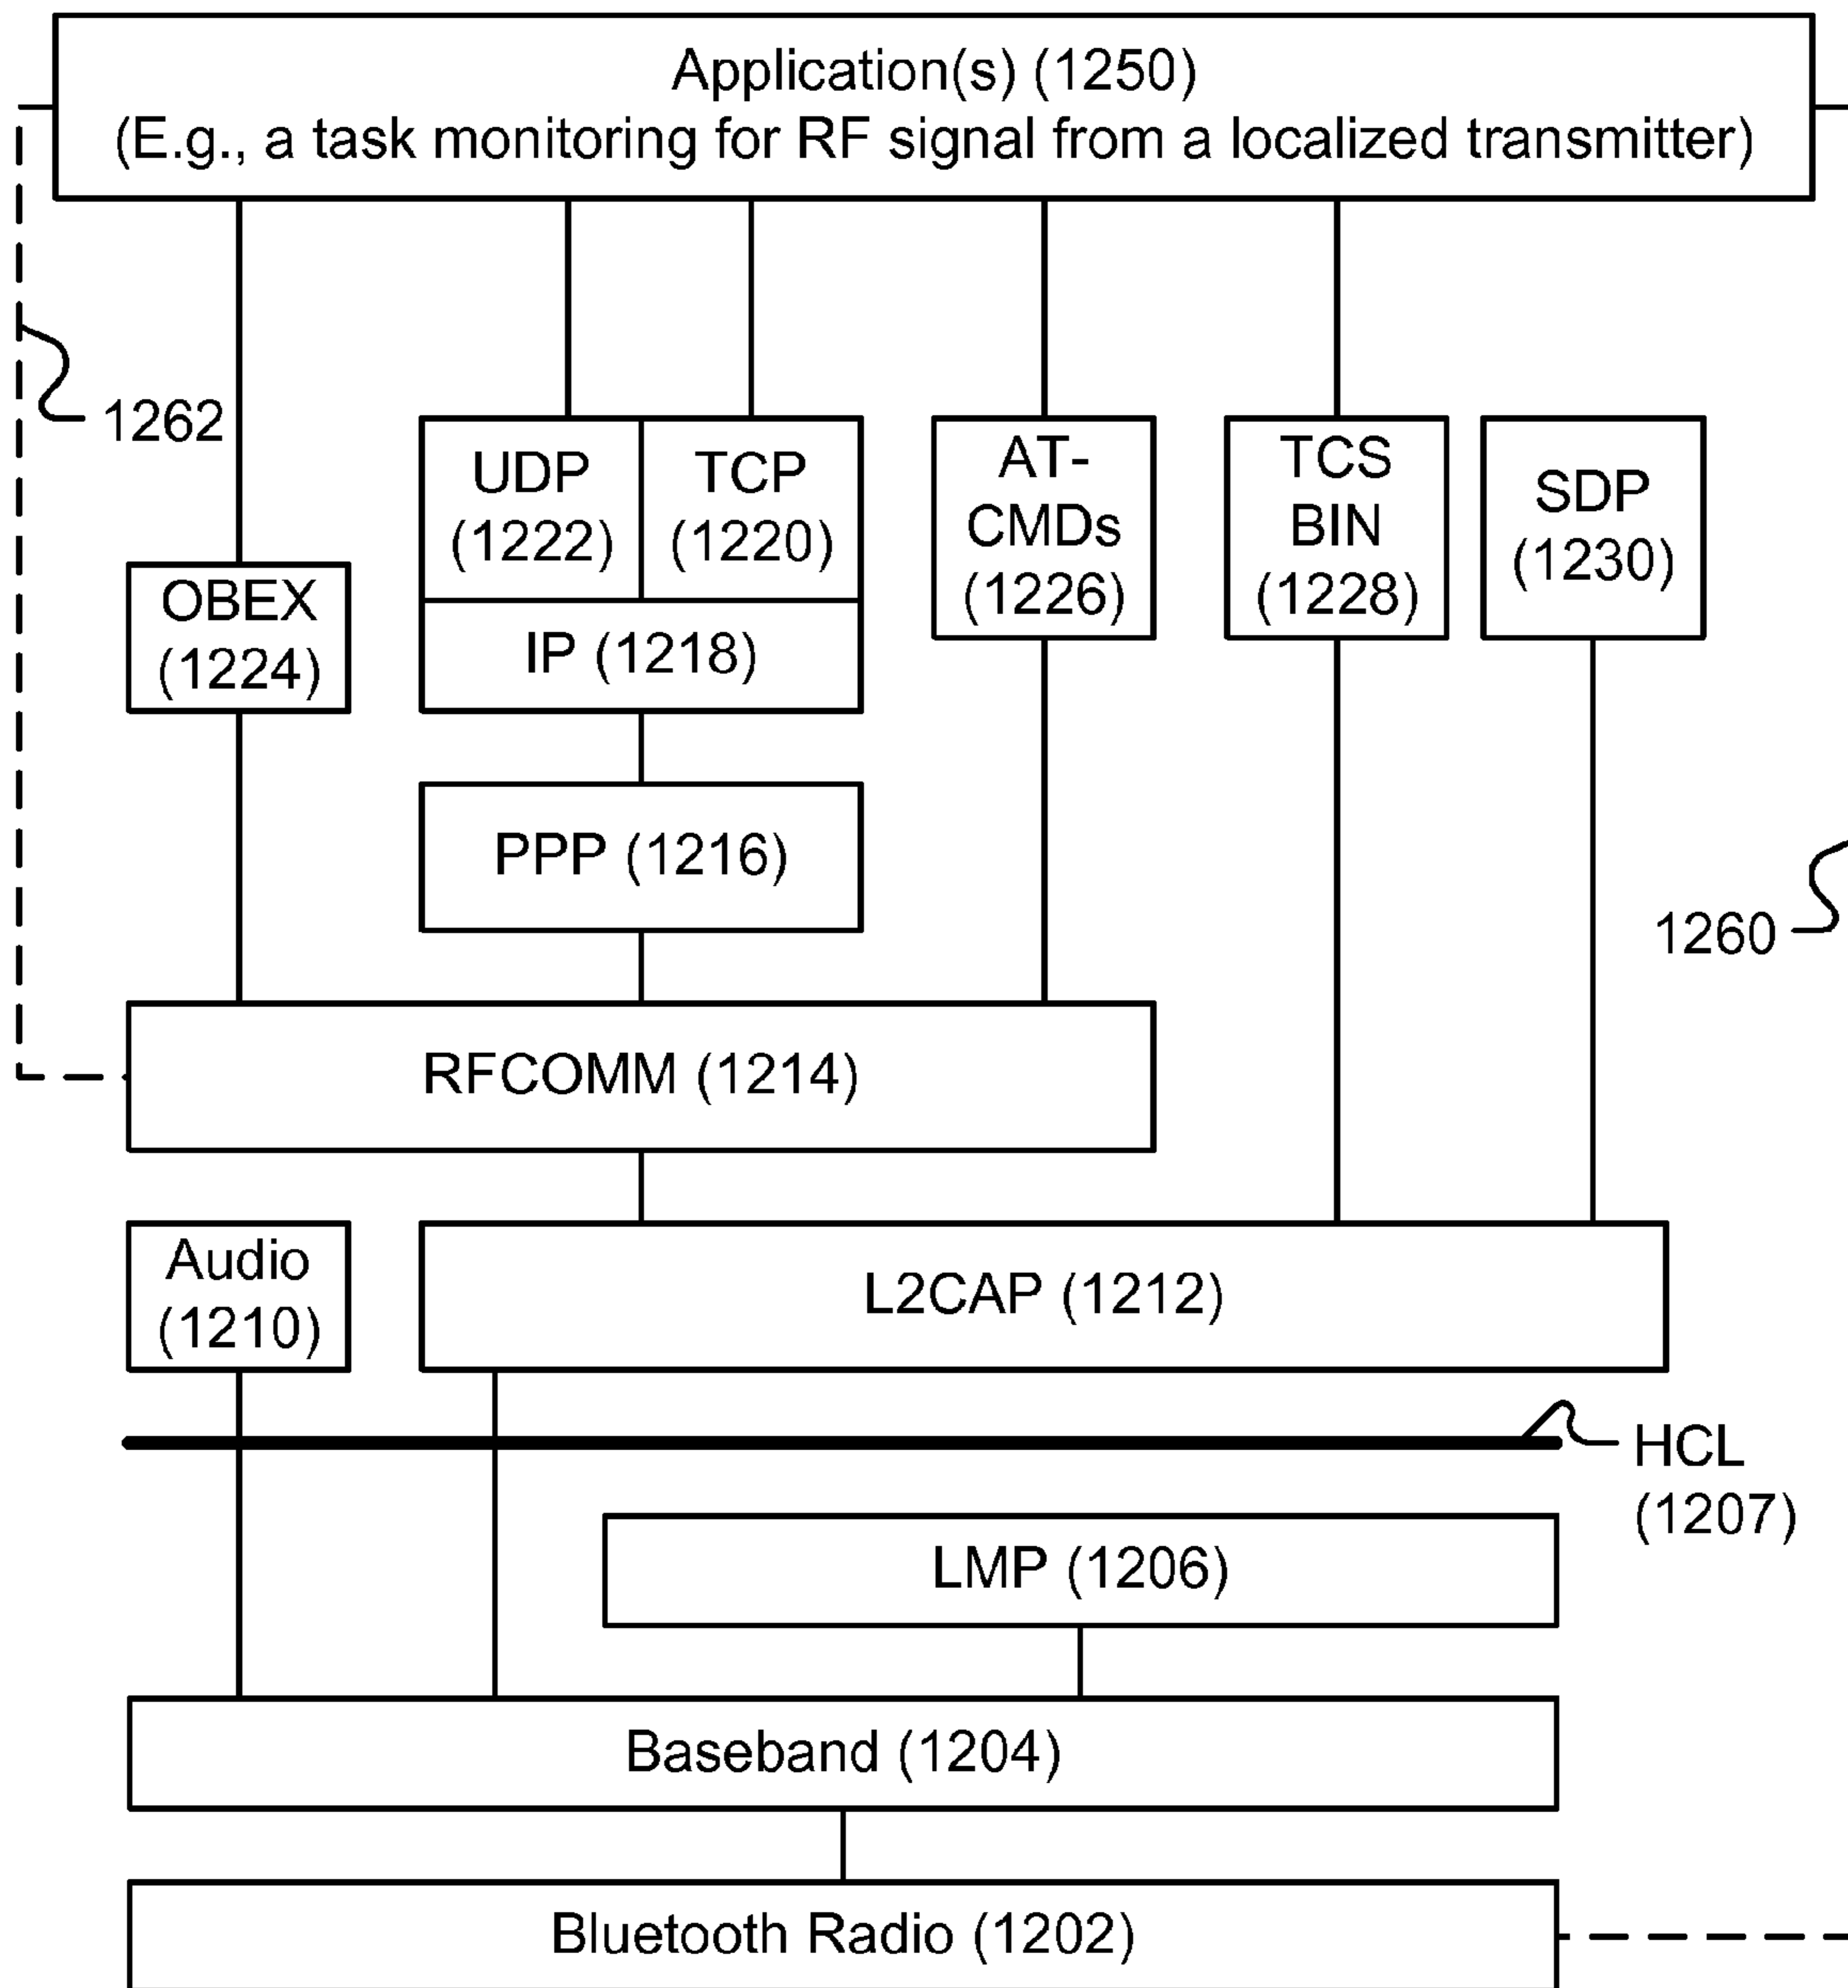 Application(s) (1250)
(E.g., a task monitoring for RF signal from a localized transmitter)
1262
UDP
(1222)
TCP
(1220)
AT-
CMDs
(1226)
TCS
BIN
(1228)
SDP
(1230)
OBEX
(1224)
IP (1218)
PPP (1216)
1260
RFCOMM (1214)
Audio
(1210)
L2CAP (1212)
HCL
(1207)
LMP (1206)
Baseband (1204)
Bluetooth Radio (1202)